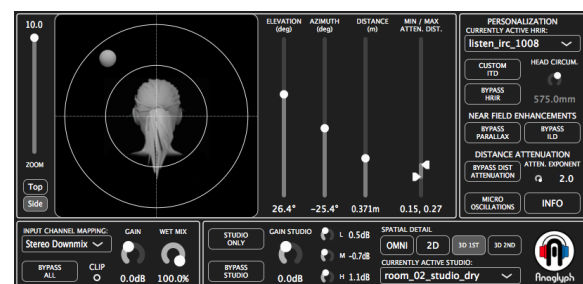 10.0
ZOOM
Top
Side
ELEVATION (deg)
AZIMUTH (deg)
DISTANCE (m)
MIN / MAX ATTEN. DIST.
26.4°
-25.4°
0.371m
0.15, 0.27
PERSONALIZATION
CURRENTLY ACTIVE HRIR:
listen_irc_1008
CUSTOM ITD
HEAD CIRCUM.
BYPASS HRIR
575.0mm
NEAR FIELD ENHANCEMENTS
BYPASS PARALLAX
BYPASS ILD
DISTANCE ATTENUATION
BYPASS DIST ATTENUATION
ATTEN. EXPONENT
2.0
MICRO OSCILLATIONS
INFO
INPUT CHANNEL MAPPING:
Stereo Downmix
BYPASS ALL
CLIP
GAIN
0.0dB
WET MIX
100.0%
STUDIO ONLY
BYPASS STUDIO
GAIN STUDIO
0.0dB
L 0.5dB
M -0.7dB
H 1.1dB
SPATIAL DETAIL
OMNI
2D
3D 1ST
3D 2ND
CURRENTLY ACTIVE STUDIO:
room_02_studio_dry
Anaglyph